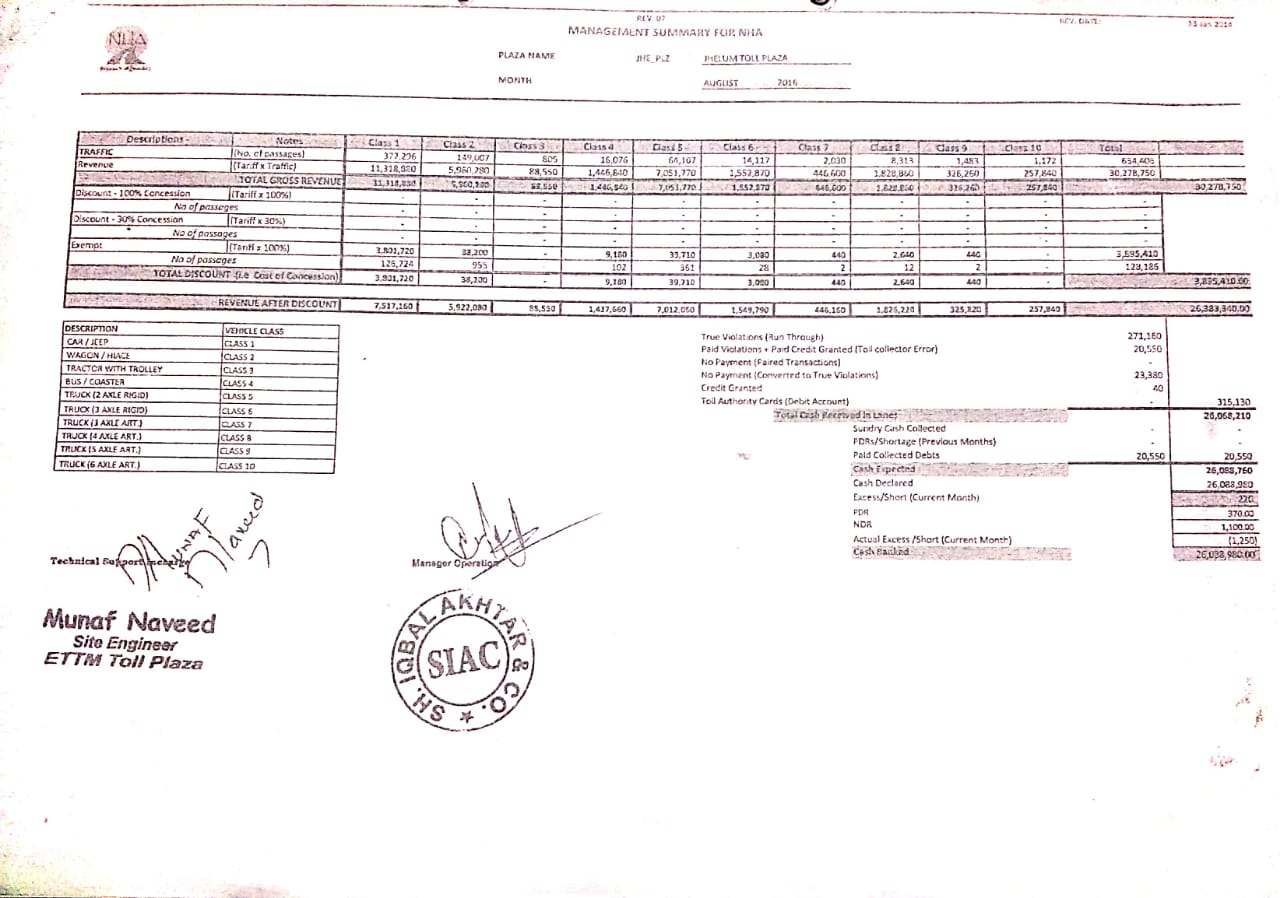 REV. 07
REV. DATE: 13 Jan 2014
NHA
MANAGEMENT SUMMARY FOR NHA
PLAZA NAME JHE_PLZ JHELUM TOLL PLAZA
MONTH AUGUST 2016
Descriptions Notes Class 1 Class 2 Class 3 Class 4 Class 5 Class 6 Class 7 Class 8 Class 9 Class 10 Total
TRAFFIC (No. of passages) 377,296 149,007 805 16,076 64,107 14,117 2,030 8,313 1,483 1,172 634,406
Revenue (Tariff x Traffic) 11,318,880 5,960,280 88,550 1,446,840 7,051,770 1,552,870 446,600 1,828,860 326,260 257,840 30,278,750
TOTAL GROSS REVENUE 11,318,880 5,960,280 88,550 1,446,840 7,051,770 1,552,870 446,600 1,828,860 326,260 257,840 30,278,750
Discount - 100% Concession (Tariff x 100%) - - - - - - - - - - -
No of passages - - - - - - - - - - -
Discount - 30% Concession (Tariff x 30%) - - - - - - - - - - -
No of passages - - - - - - - - - - -
Exempt (Tariff x 100%) 3,801,720 38,200 - 9,180 39,710 3,080 440 2,640 440 - 3,895,410
No of passages 126,724 955 102 361 28 2 12 2 - 128,186
TOTAL DISCOUNT (i.e Cost of Concession) 3,801,720 38,200 - 9,180 39,710 3,080 440 2,640 440 - 3,895,410.00
REVENUE AFTER DISCOUNT 7,517,160 5,922,080 88,550 1,437,660 7,012,060 1,549,790 446,160 1,826,220 325,820 257,840 26,383,340.00
DESCRIPTION VEHICLE CLASS
CAR / JEEP CLASS 1
WAGON / HIACE CLASS 2
TRACTOR WITH TROLLEY CLASS 3
BUS / COASTER CLASS 4
TRUCK (2 AXLE RIGID) CLASS 5
TRUCK (3 AXLE RIGID) CLASS 6
TRUCK (3 AXLE ART.) CLASS 7
TRUCK (4 AXLE ART.) CLASS 8
TRUCK (5 AXLE ART.) CLASS 9
TRUCK (6 AXLE ART.) CLASS 10
True Violations (Run Through) 271,160
Paid Violations + Paid Credit Granted (Toll collector Error) 20,550
No Payment (Paired Transactions) -
No Payment (Converted to True Violations) 23,380
Credit Granted 40
Toll Authority Cards (Debit Account) - 315,130
Total Cash Received In Lanes 26,068,210
Sundry Cash Collected - -
PDRs/Shortage (Previous Months) - -
Paid Collected Debts 20,550 20,550
Cash Expected 26,088,760
Cash Declared 26,088,980
Excess/Short (Current Month) 220
PDR 370.00
NDR 1,100.00
Actual Excess /Short (Current Month) (1,250)
Cash Banked 26,088,980.00
MUNAF
Naveed
Technical Support Incharge
Manager Operation
Munaf Naveed
Site Engineer
ETTM Toll Plaza
SH. IQBAL AKHTAR & CO.
SIAC